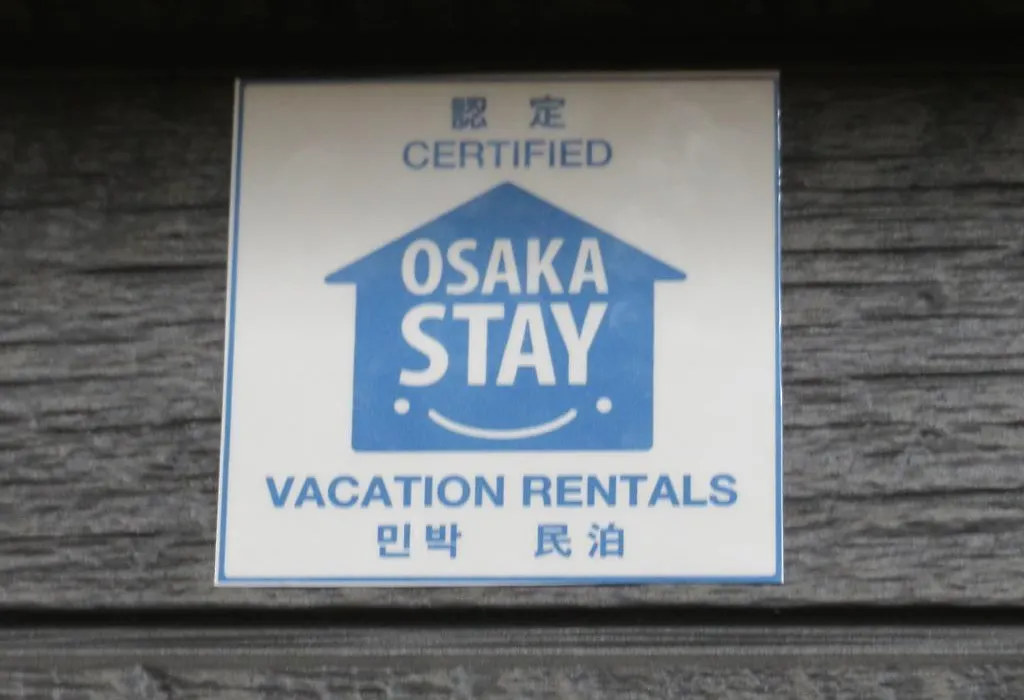 認定
CERTIFIED
OSAKA
STAY
VACATION RENTALS
민박 民泊